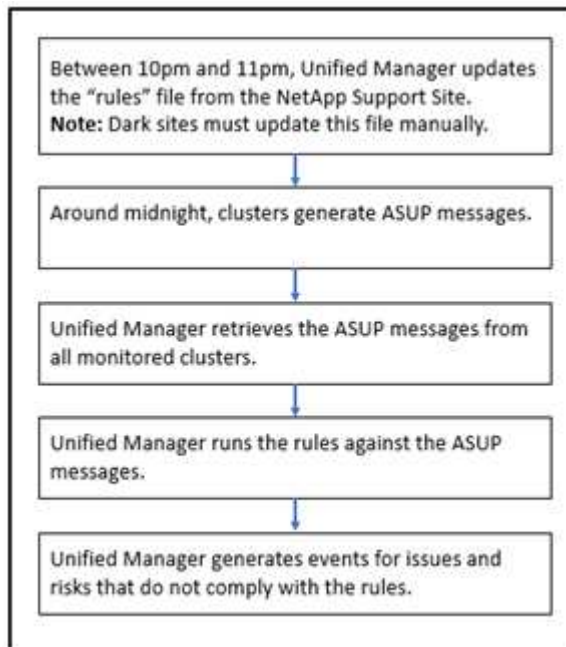 Between 10pm and 11pm, Unified Manager updates
the “rules” file from the NetApp Support Site.
Note: Dark sites must update this file manually.
Around midnight, clusters generate ASUP messages.
Unified Manager retrieves the ASUP messages from
all monitored clusters.
Unified Manager runs the rules against the ASUP
messages.
Unified Manager generates events for issues and
risks that do not comply with the rules.